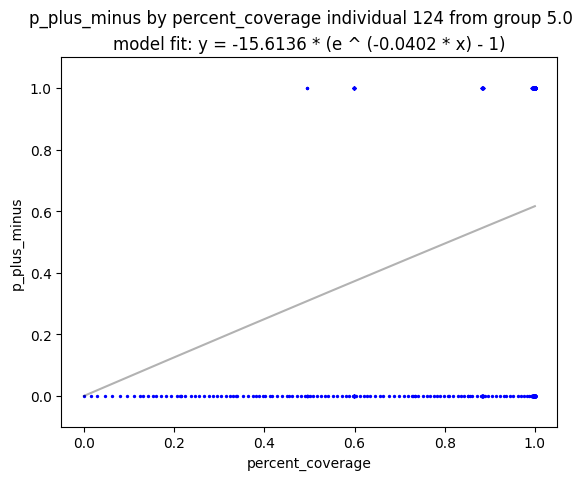 p_plus_minus by percent_coverage individual 124 from group 5.0
model fit: y = -15.6136 * (e ^ (-0.0402 * x) - 1)
1.0
0.8
0.6
0.4
0.2
0.0
p_plus_minus
0.0 0.2 0.4 0.6 0.8 1.0
percent_coverage